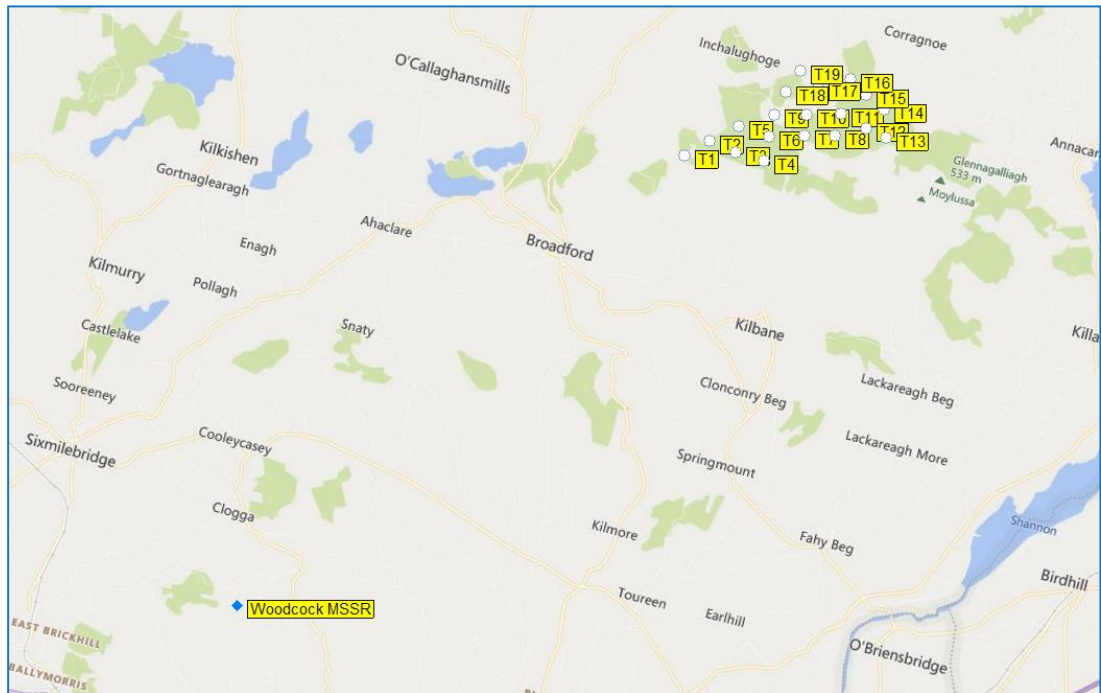 Corragnoe
Inchalughoge
O'Callaghansmills
T19
T16
T17
T18
T15
T14
T9
T10
T11
T5
T12
T13
T6
T7
T8
T2
T3
T1
T4
Kilkishen
Annacar
Gortnaglearagh
Glennagalliagh
533 m
Moylussa
Ahaclare
Enagh
Broadford
Kilmurry
Pollagh
Snaty
Castlelake
Kilbane
Killa
Sooreeney
Clonconry Beg
Lackareagh Beg
Sixmilebridge
Cooleycasey
Lackareagh More
Springmount
Clogga
Kilmore
Shannon
Fahy Beg
Birdhill
Woodcock MSSR
Toureen
Earlhill
EAST BRICKHILL
O'Briensbridge
BALLYMORRIS